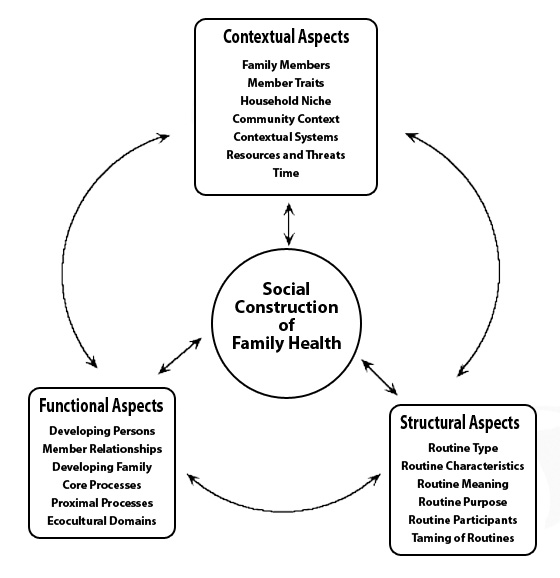 Contextual Aspects
Family Members
Member Traits
Household Niche
Community Context
Contextual Systems
Resources and Threats
Time
Social
Construction
of
Family Health
Functional Aspects
Developing Persons
Member Relationships
Developing Family
Core Processes
Proximal Processes
Ecocultural Domains
Structural Aspects
Routine Type
Routine Characteristics
Routine Meaning
Routine Purpose
Routine Participants
Taming of Routines